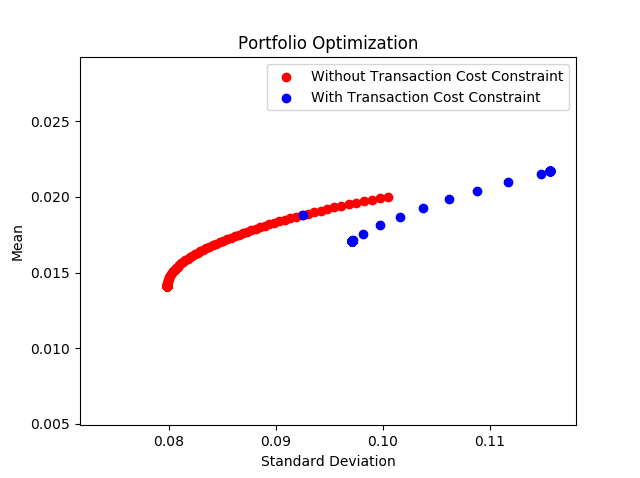 Portfolio Optimization
Without Transaction Cost Constraint
With Transaction Cost Constraint
0.025
0.020
0.015
0.010
0.005
Mean
0.08 0.09 0.10 0.11
Standard Deviation